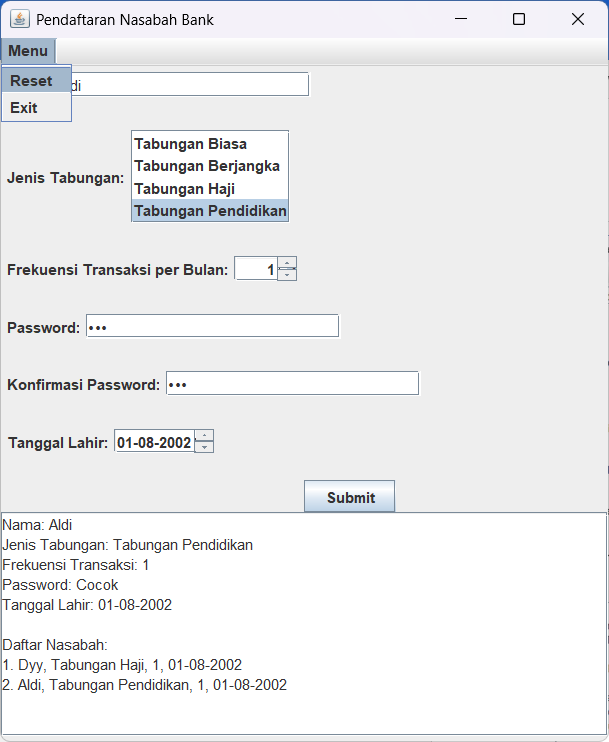 Pendaftaran Nasabah Bank
Menu
Reset
Exit
di
Jenis Tabungan:
Tabungan Biasa
Tabungan Berjangka
Tabungan Haji
Tabungan Pendidikan
Frekuensi Transaksi per Bulan: 1
Password: •••
Konfirmasi Password: •••
Tanggal Lahir: 01-08-2002
Submit
Nama: Aldi
Jenis Tabungan: Tabungan Pendidikan
Frekuensi Transaksi: 1
Password: Cocok
Tanggal Lahir: 01-08-2002
Daftar Nasabah:
1. Dyy, Tabungan Haji, 1, 01-08-2002
2. Aldi, Tabungan Pendidikan, 1, 01-08-2002